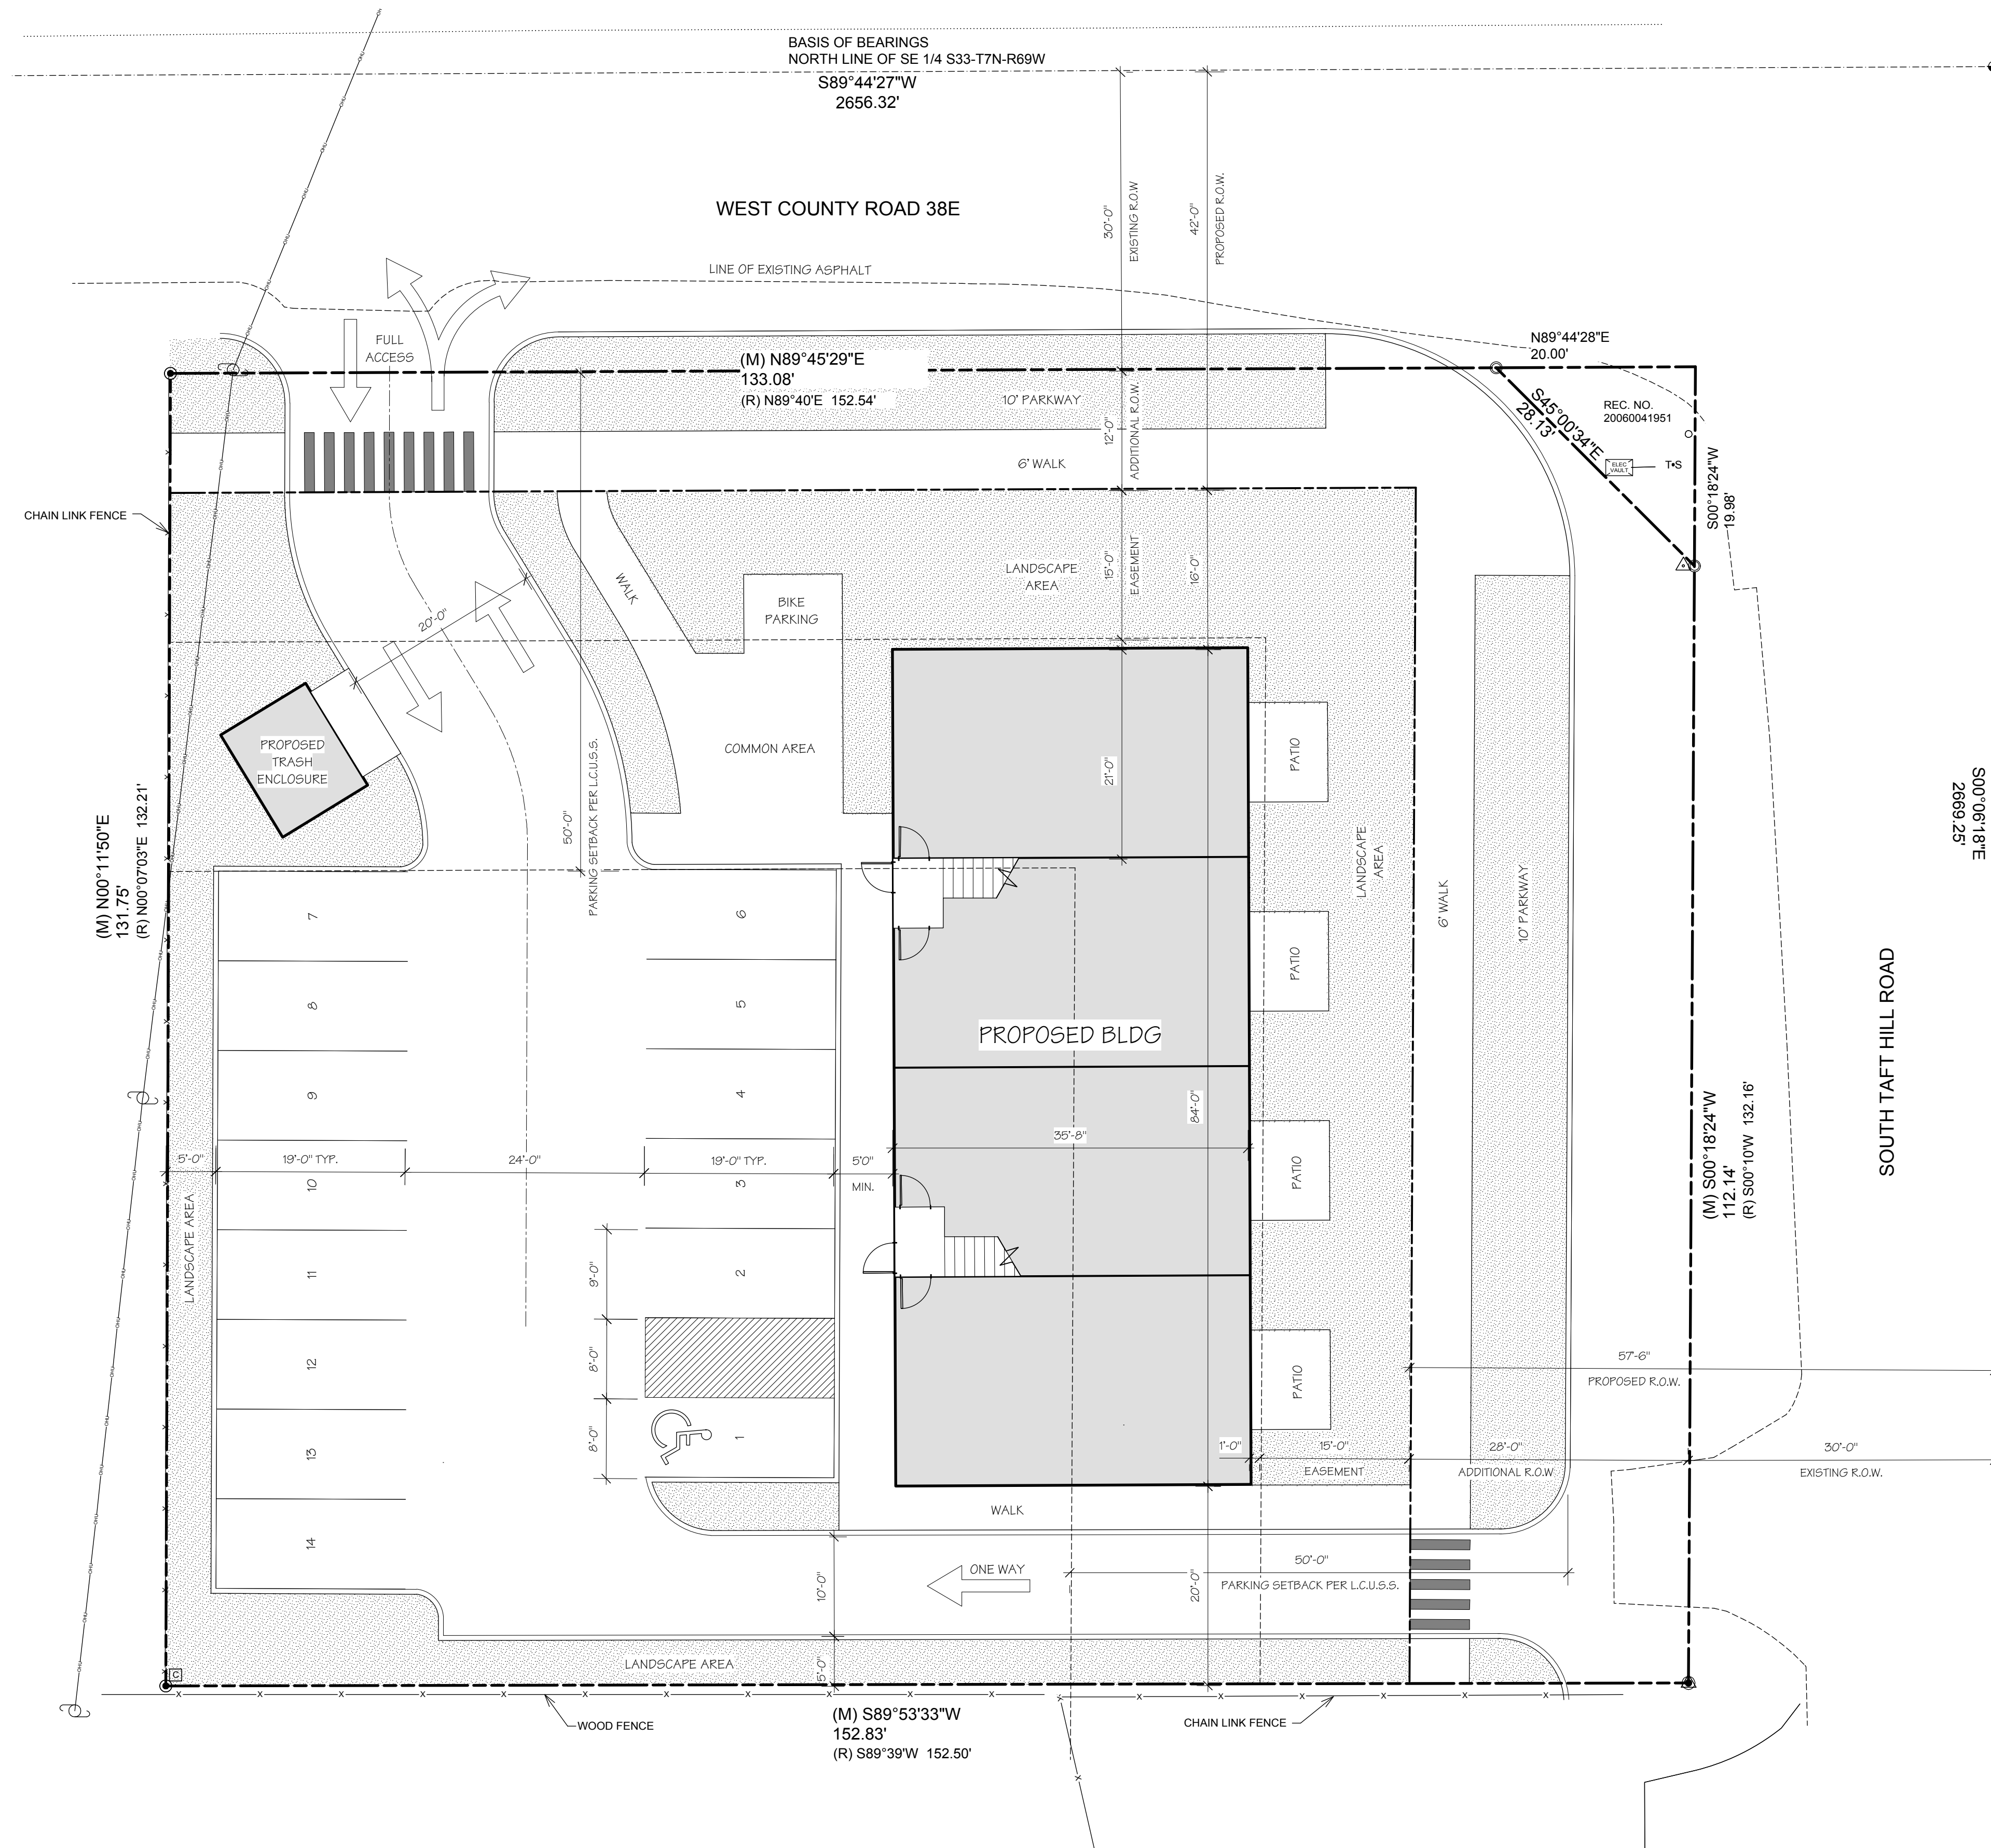 BASIS OF BEARINGS
NORTH LINE OF SE 1/4 S33-T7N-R69W
S89°44'27"W
2656.32'
WEST COUNTY ROAD 38E
30'-0"
EXISTING R.O.W
42'-0"
PROPOSED R.O.W.
LINE OF EXISTING ASPHALT
FULL
ACCESS
(M) N89°45'29"E
133.08'
(R) N89°40'E 152.54'
10' PARKWAY
12'-0"
ADDITIONAL R.O.W.
6' WALK
N89°44'28"E
20.00'
S45°00'34"E
28.13'
REC. NO.
20060041951
ELEC
VAULT
T•S
S00°18'24"W
19.98'
CHAIN LINK FENCE
WALK
BIKE
PARKING
LANDSCAPE
AREA
15'-0"
EASEMENT
16'-0"
20'-0"
PROPOSED
TRASH
ENCLOSURE
COMMON AREA
50'-0"
PARKING SETBACK PER L.C.U.S.S.
21'-0"
PATIO
LANDSCAPE
AREA
6' WALK
10' PARKWAY
S00°06'18"E
2669.25'
(M) N00°11'50"E
131.75'
(R) N00°07'03"E 132.21'
7
6
8
5
PATIO
SOUTH TAFT HILL ROAD
PROPOSED BLDG
9
4
84'-0"
35'-8"
5'-0"
19'-0" TYP.
24'-0"
19'-0" TYP.
5'0"
MIN.
10
3
PATIO
(M) S00°18'24"W
112.14'
(R) S00°10'W 132.16'
LANDSCAPE AREA
11
9'-0"
2
12
8'-0"
PATIO
57'-6"
PROPOSED R.O.W.
13
8'-0"
1
1'-0"
15'-0"
EASEMENT
28'-0"
ADDITIONAL R.O.W
30'-0"
EXISTING R.O.W.
WALK
14
10'-0"
ONE WAY
20'-0"
50'-0"
PARKING SETBACK PER L.C.U.S.S.
LANDSCAPE AREA
5'-0"
C
WOOD FENCE
(M) S89°53'33"W
152.83'
(R) S89°39'W 152.50'
CHAIN LINK FENCE